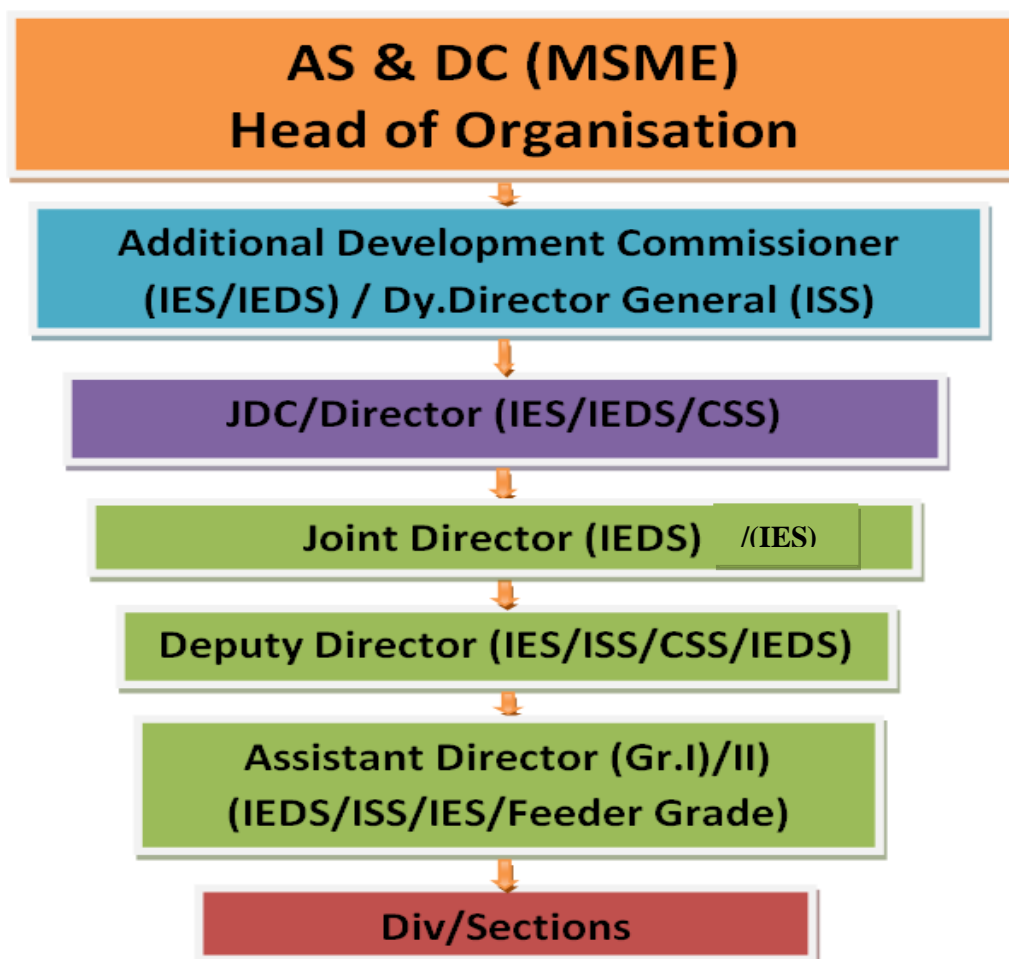 AS & DC (MSME)
Head of Organisation
Additional Development Commissioner
(IES/IEDS) / Dy.Director General (ISS)
JDC/Director (IES/IEDS/CSS)
Joint Director (IEDS) /(IES)
Deputy Director (IES/ISS/CSS/IEDS)
Assistant Director (Gr.I)/II)
(IEDS/ISS/IES/Feeder Grade)
Div/Sections